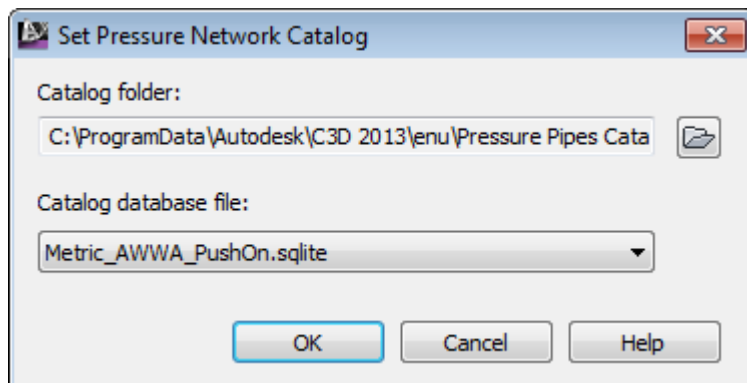 Set Pressure Network Catalog
Catalog folder:
C:\ProgramData\Autodesk\C3D 2013\enu\Pressure Pipes Cata
Catalog database file:
Metric_AWWA_PushOn.sqlite
OK Cancel Help